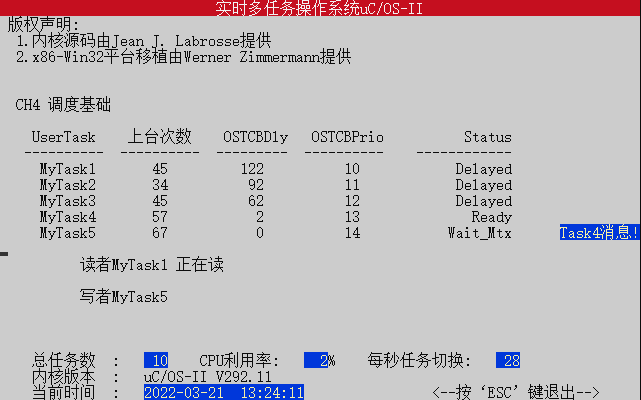 实时多任务操作系统uC/OS-II
版权声明:
1.内核源码由Jean J. Labrosse提供
2.x86-Win32平台移植由Werner Zimmermann提供
CH4 调度基础
UserTask 上台次数 OSTCBDly OSTCBPrio Status
--------- ---------- -------- --------- ------------
MyTask1 45 122 10 Delayed
MyTask2 34 92 11 Delayed
MyTask3 45 62 12 Delayed
MyTask4 57 2 13 Ready
MyTask5 67 0 14 Wait_Mtx Task4消息!
读者MyTask1 正在读
写者MyTask5
总任务数 : 10 CPU利用率: 2% 每秒任务切换: 28
内核版本 : uC/OS-II V292.11
当前时间 : 2022-03-21 13:24:11 <--按‘ESC’键退出-->